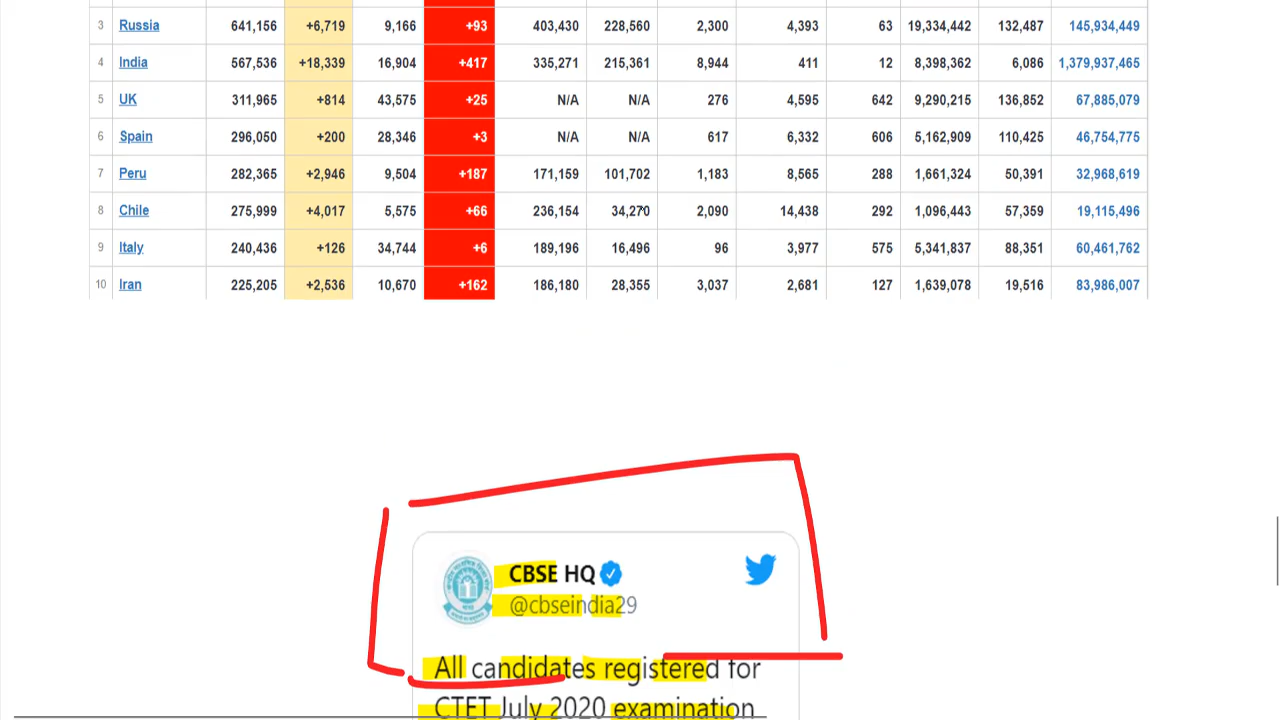 3 Russia 641,156 +6,719 9,166 +93 403,430 228,560 2,300 4,393 63 19,334,442 132,487 145,934,449
4 India 567,536 +18,339 16,904 +417 335,271 215,361 8,944 411 12 8,398,362 6,086 1,379,937,465
5 UK 311,965 +814 43,575 +25 N/A N/A 276 4,595 642 9,290,215 136,852 67,885,079
6 Spain 296,050 +200 28,346 +3 N/A N/A 617 6,332 606 5,162,909 110,425 46,754,775
7 Peru 282,365 +2,946 9,504 +187 171,159 101,702 1,183 8,565 288 1,661,324 50,391 32,968,619
8 Chile 275,999 +4,017 5,575 +66 236,154 34,270 2,090 14,438 292 1,096,443 57,359 19,115,496
9 Italy 240,436 +126 34,744 +6 189,196 16,496 96 3,977 575 5,341,837 88,351 60,461,762
10 Iran 225,205 +2,536 10,670 +162 186,180 28,355 3,037 2,681 127 1,639,078 19,516 83,986,007
CBSE HQ
@cbseindia29
All candidates registered for
CTET July 2020 examination